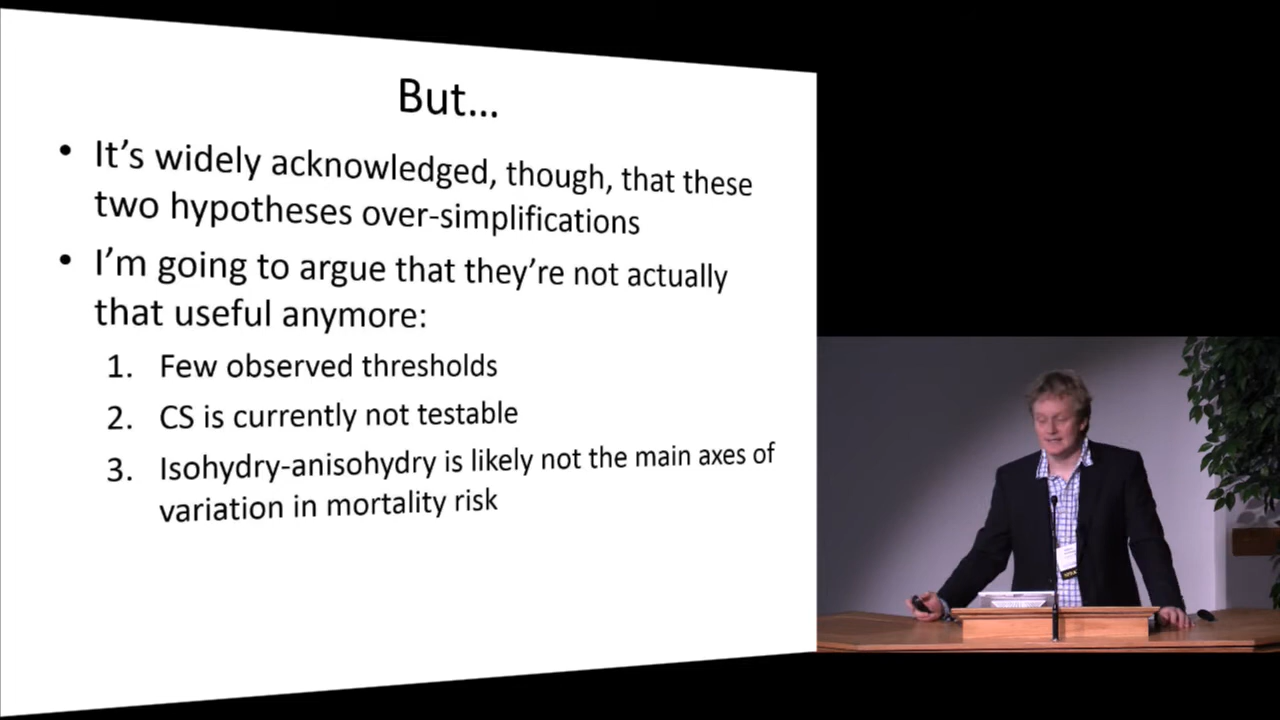 But...
• It's widely acknowledged, though, that these
two hypotheses over-simplifications
• I'm going to argue that they're not actually
that useful anymore:
1. Few observed thresholds
2. CS is currently not testable
3. Isohydry-anisohydry is likely not the main axes of
variation in mortality risk